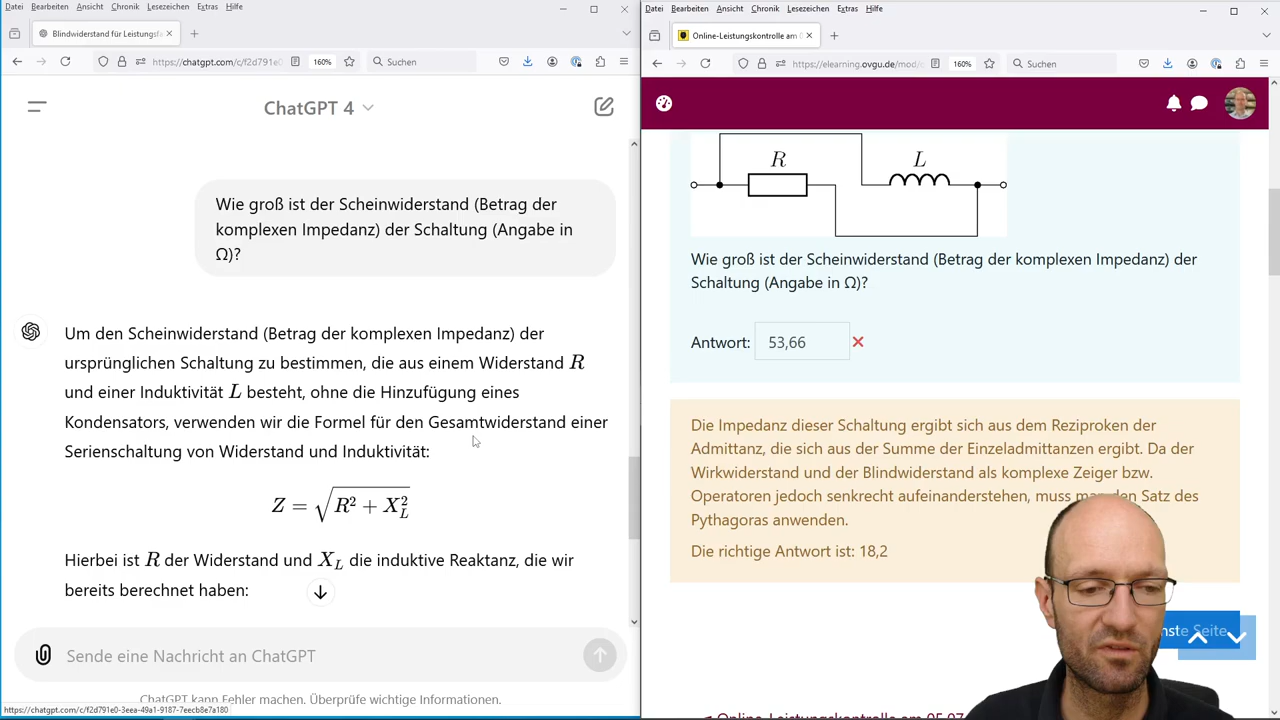 Datei Bearbeiten Ansicht Chronik Lesezeichen Extras Hilfe
Blindwiderstand für Leistungsfa
https://chatgpt.com/c/f2d791e0
160%
Suchen
ChatGPT 4
Wie groß ist der Scheinwiderstand (Betrag der
komplexen Impedanz) der Schaltung (Angabe in
Ω)?
Um den Scheinwiderstand (Betrag der komplexen Impedanz) der
ursprünglichen Schaltung zu bestimmen, die aus einem Widerstand R
und einer Induktivität L besteht, ohne die Hinzufügung eines
Kondensators, verwenden wir die Formel für den Gesamtwiderstand einer
Serienschaltung von Widerstand und Induktivität:
Z = √(R² + X_L²)
Hierbei ist R der Widerstand und X_L die induktive Reaktanz, die wir
bereits berechnet haben:
Sende eine Nachricht an ChatGPT
ChatGPT kann Fehler machen. Überprüfe wichtige Informationen.
https://chatgpt.com/c/f2d791e0-3eea-49a1-9187-7eecb8e7a180
Datei Bearbeiten Ansicht Chronik Lesezeichen Extras Hilfe
Online-Leistungskontrolle am
https://elearning.ovgu.de/mod/
160%
Suchen
R L
Wie groß ist der Scheinwiderstand (Betrag der komplexen Impedanz) der
Schaltung (Angabe in Ω)?
Antwort: 53,66
Die Impedanz dieser Schaltung ergibt sich aus dem Reziproken der
Admittanz, die sich aus der Summe der Einzeladmittanzen ergibt. Da der
Wirkwiderstand und der Blindwiderstand als komplexe Zeiger bzw.
Operatoren jedoch senkrecht aufeinanderstehen, muss man den Satz des
Pythagoras anwenden.
Die richtige Antwort ist: 18,2
Seite
Online-Leistungskontrolle am 05.07